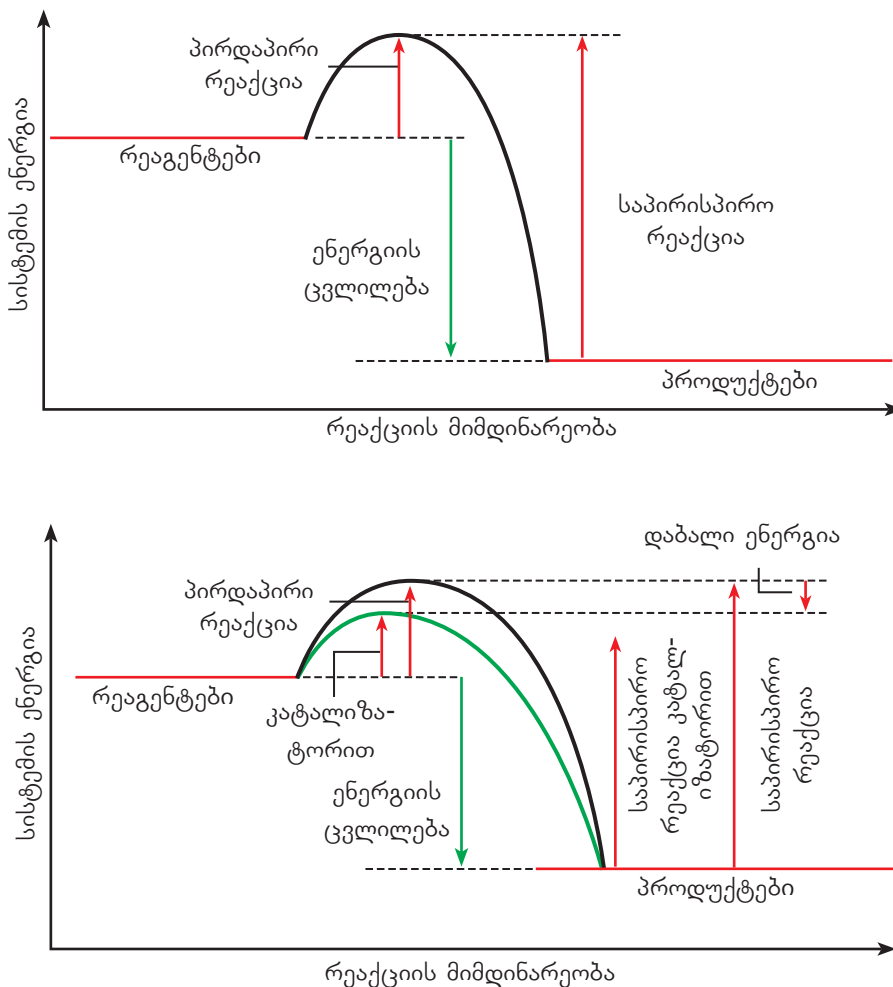 სისტემის ენერგია
პირდაპირი
რეაქცია
რეაგენტები
ენერგიის
ცვლილება
საპირისპირო
რეაქცია
პროდუქტები
რეაქციის მიმდინარეობა
სისტემის ენერგია
დაბალი ენერგია
პირდაპირი
რეაქცია
რეაგენტები
კატალიზა-
ტორით
ენერგიის
ცვლილება
საპირისპირო
რეაქცია კატალ-
იზატორით
საპირისპირო
რეაქცია
პროდუქტები
რეაქციის მიმდინარეობა